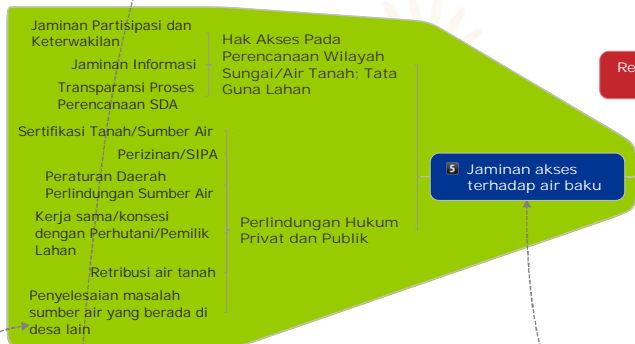 Jaminan Partisipasi dan
Keterwakilan
Jaminan Informasi
Transparansi Proses
Perencanaan SDA
Hak Akses Pada
Perencanaan Wilayah
Sungai/Air Tanah; Tata
Guna Lahan
Sertifikasi Tanah/Sumber Air
Perizinan/SIPA
Peraturan Daerah
Perlindungan Sumber Air
Kerja sama/konsesi
dengan Perhutani/Pemilik
Lahan
Retribusi air tanah
Penyelesaian masalah
sumber air yang berada di
desa lain
Perlindungan Hukum
Privat dan Publik
5 Jaminan akses
terhadap air baku
Re